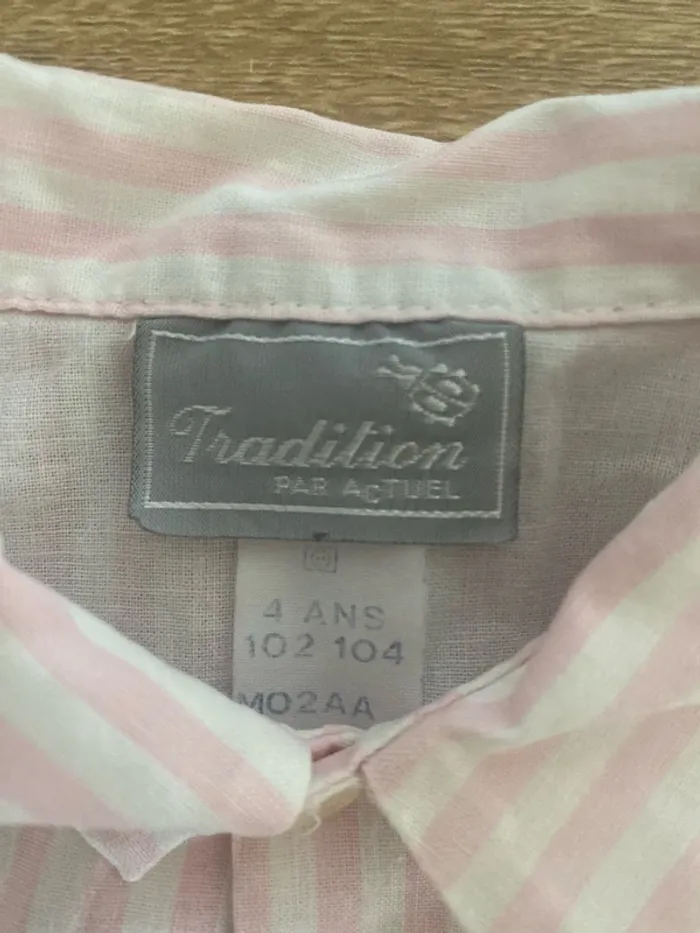 Tradition
PAR ACTUEL
4 ANS
102 104
M02AA